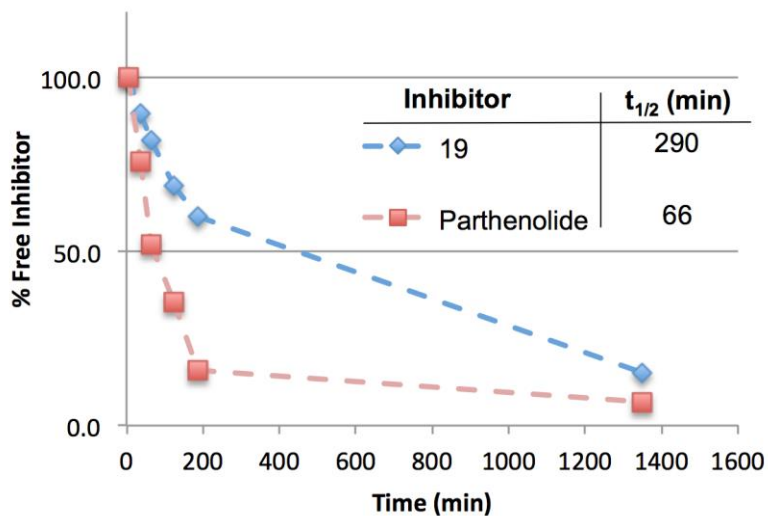 100.0
50.0
0.0
% Free Inhibitor
Inhibitor t1/2 (min)
19 290
Parthenolide 66
0 200 400 600 800 1000 1200 1400 1600
Time (min)